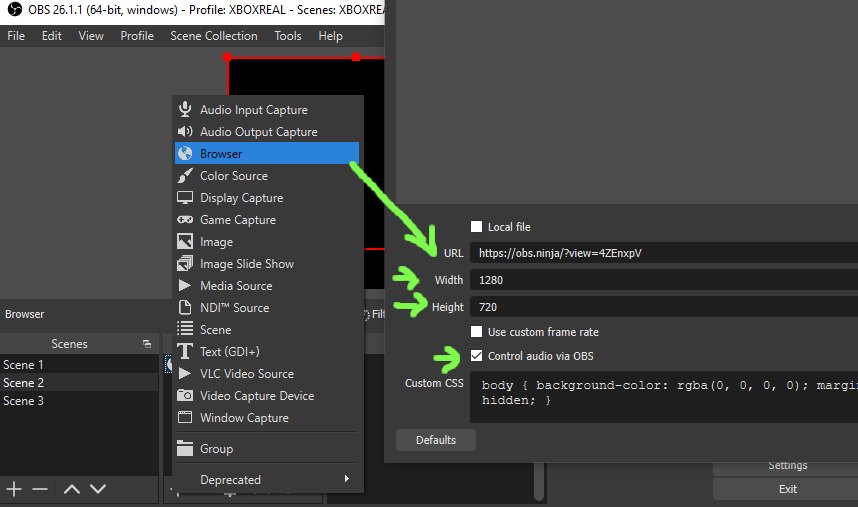 OBS 26.1.1 (64-bit, windows) - Profile: XBOXREAL - Scenes: XBOXREA
File Edit View Profile Scene Collection Tools Help
Audio Input Capture
Audio Output Capture
Browser
Color Source
Display Capture
Game Capture
Image
Image Slide Show
Media Source
NDI™ Source
Scene
Text (GDI+)
VLC Video Source
Video Capture Device
Window Capture
Group
Deprecated
Browser
Filt
Scenes
Scene 1
Scene 2
Scene 3
Local file
URL https://obs.ninja/?view=4ZEnxpV
Width 1280
Height 720
Use custom frame rate
Control audio via OBS
Custom CSS body { background-color: rgba(0, 0, 0, 0); margin
hidden; }
Defaults
Settings
Exit